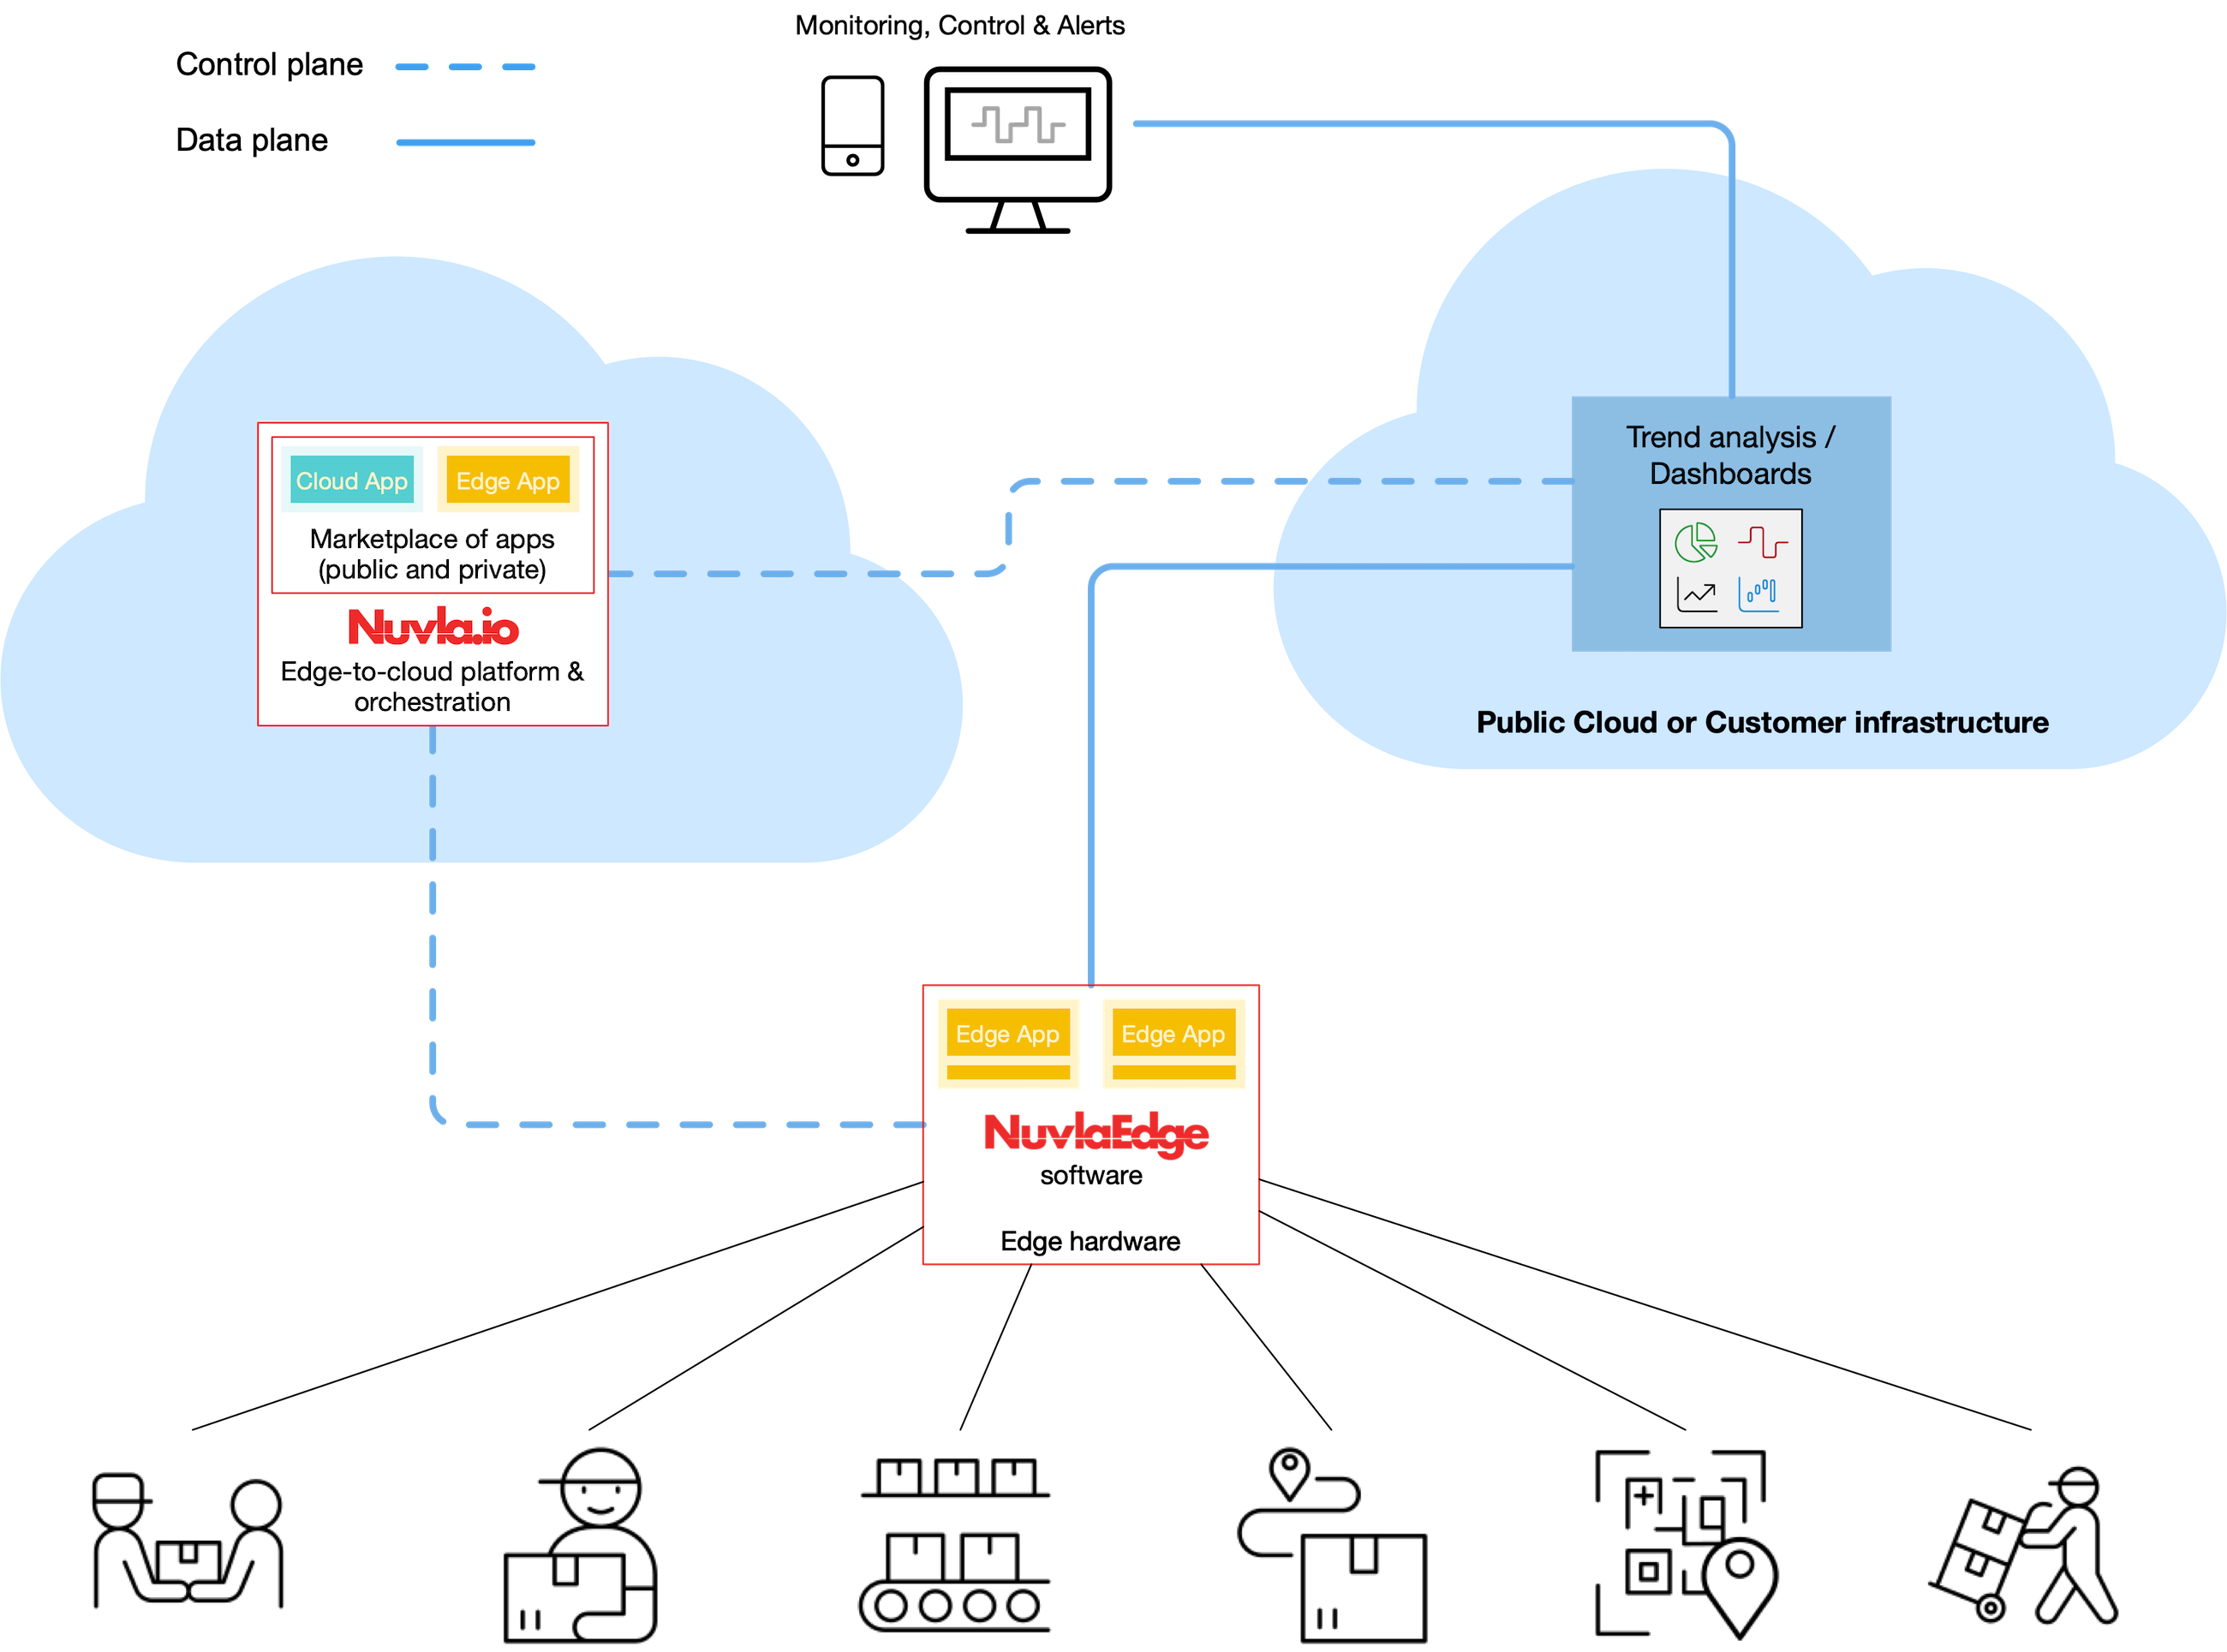 Monitoring, Control & Alerts
Control plane
Data plane
Trend analysis /
Dashboards
Public Cloud or Customer infrastructure
Cloud App
Edge App
Marketplace of apps
(public and private)
Nuvla.io
Edge-to-cloud platform &
orchestration
Edge App
Edge App
NuvlaEdge
software
Edge hardware